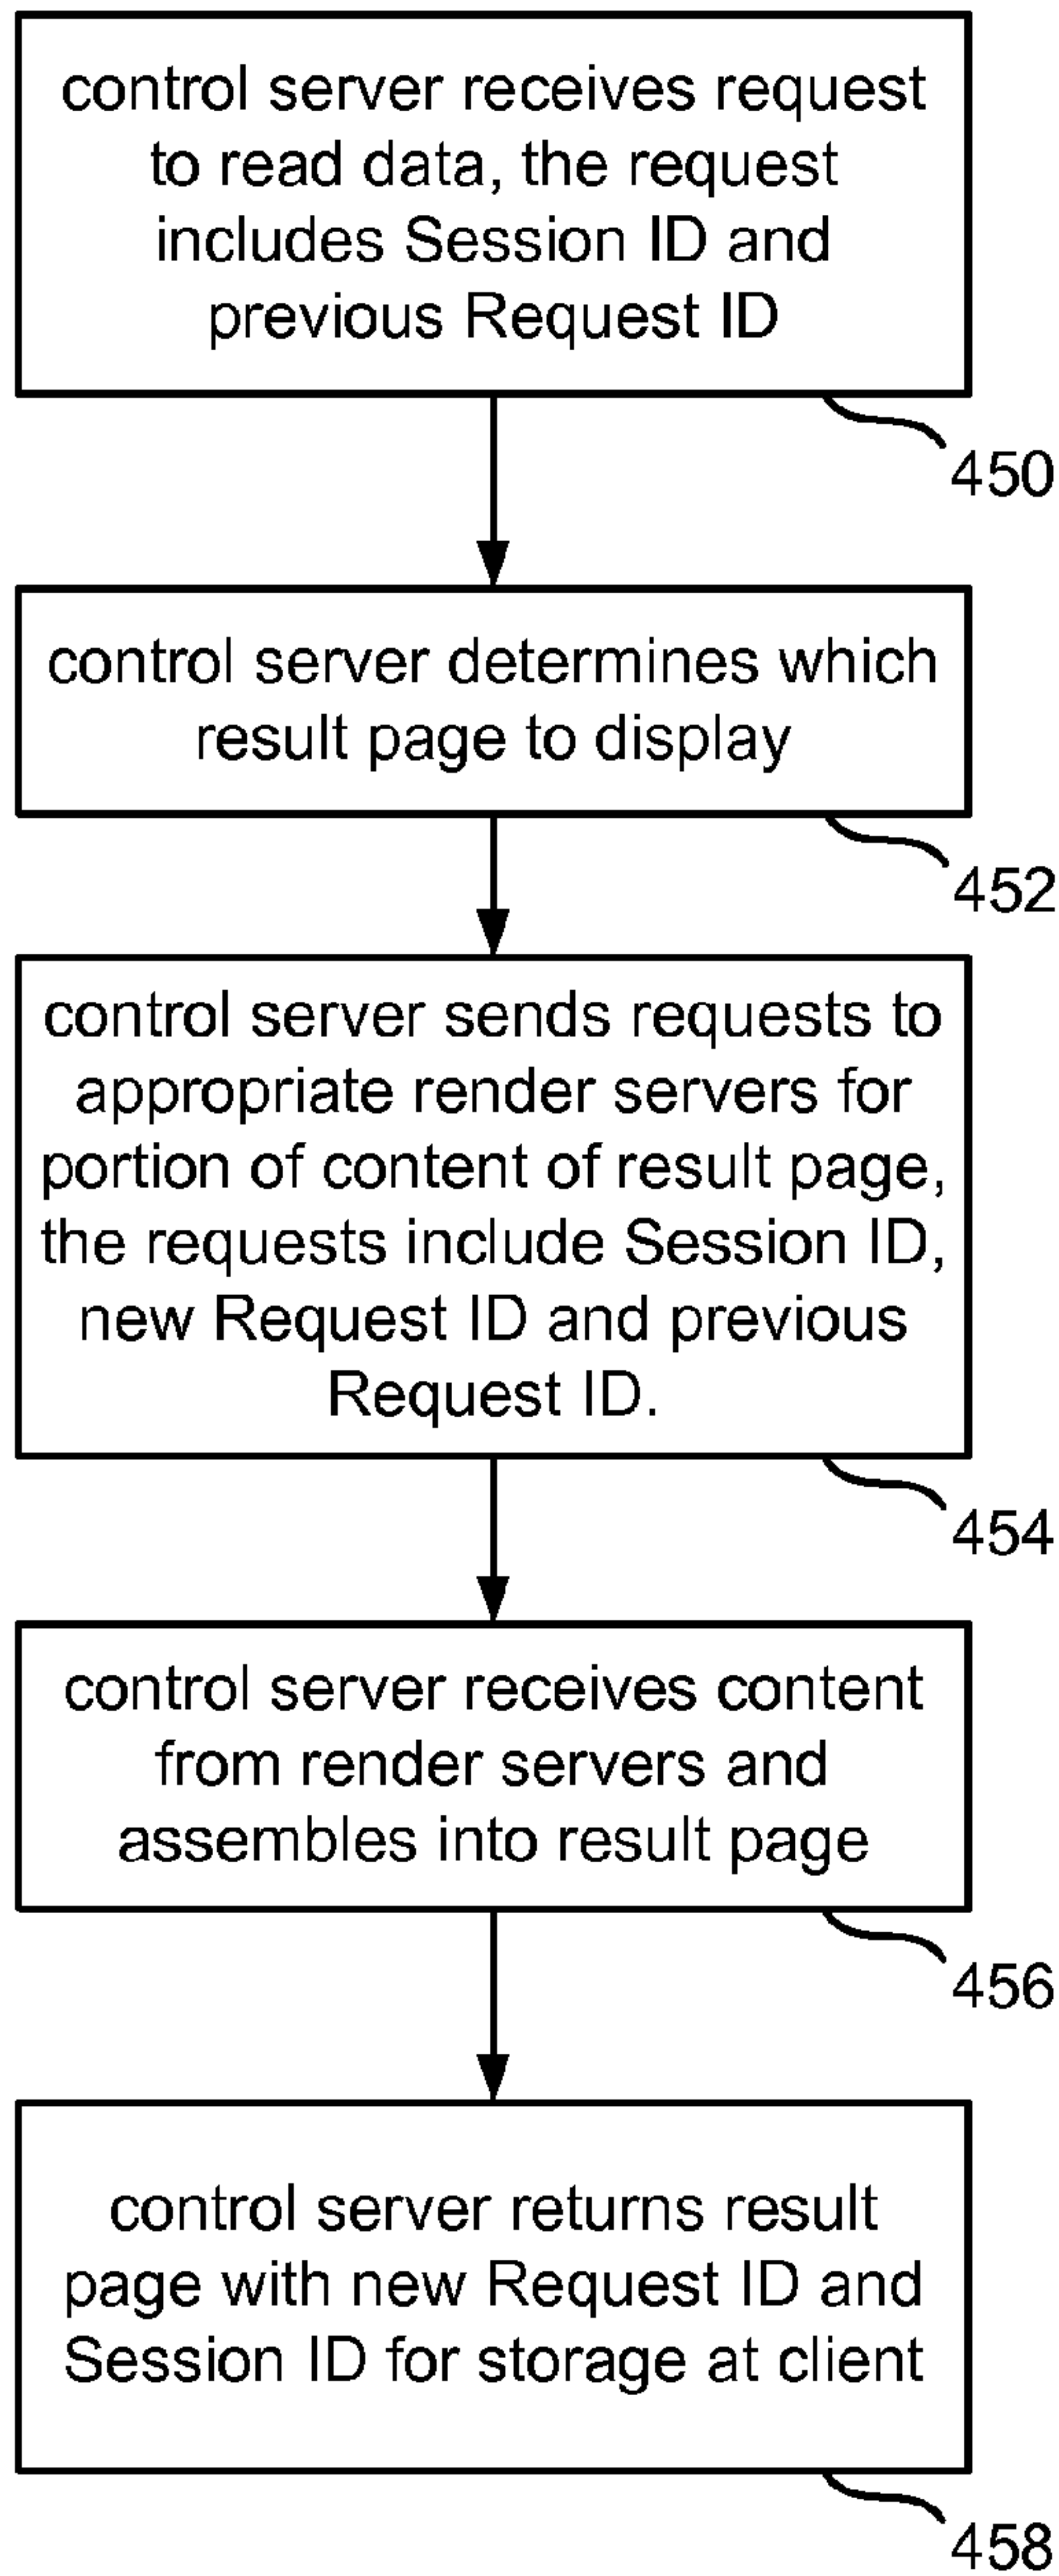 control server receives request
to read data, the request
includes Session ID and
previous Request ID
450
control server determines which
result page to display
452
control server sends requests to
appropriate render servers for
portion of content of result page,
the requests include Session ID,
new Request ID and previous
Request ID.
454
control server receives content
from render servers and
assembles into result page
456
control server returns result
page with new Request ID and
Session ID for storage at client
458